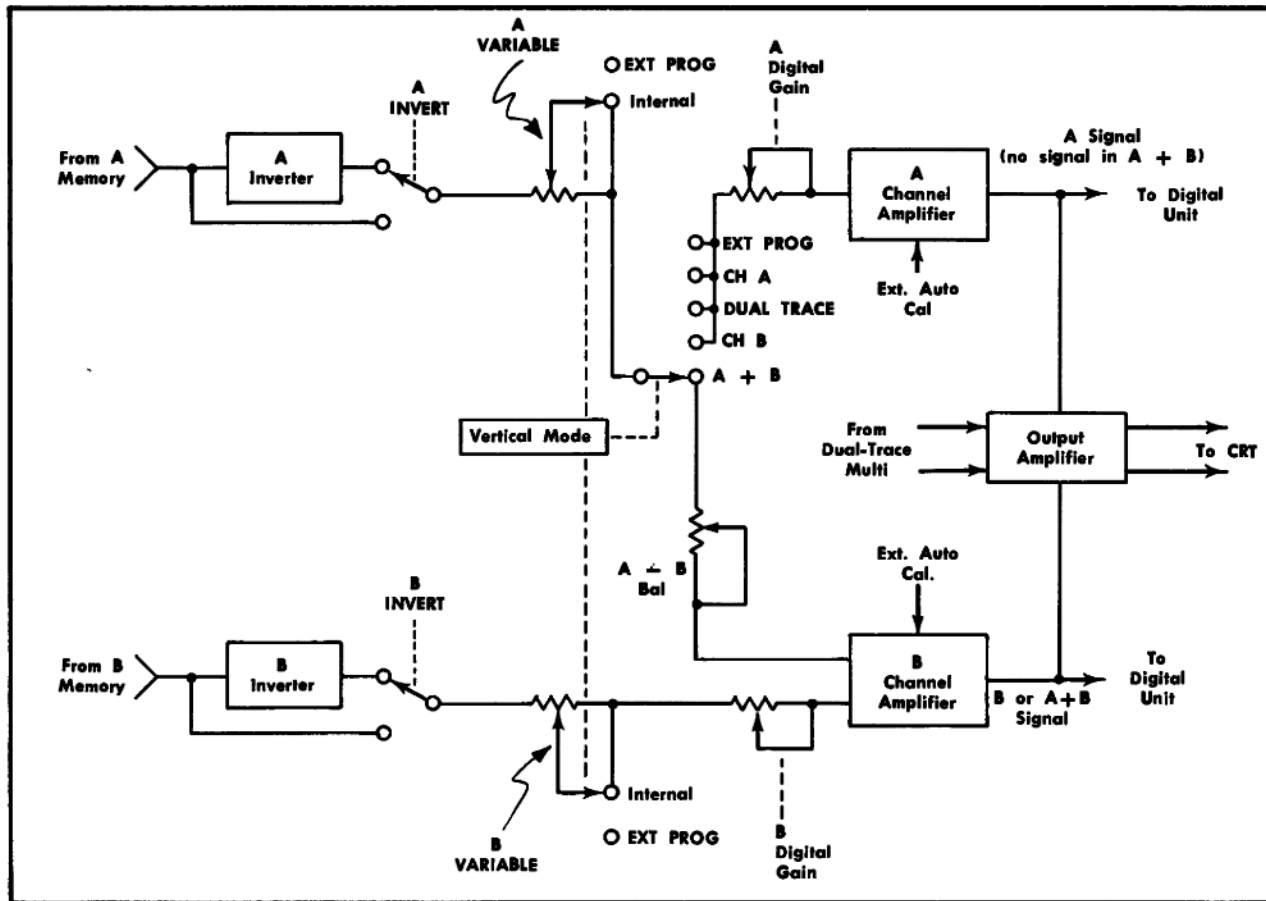 A
VARIABLE
EXT PROG
Internal
A
INVERT
A
Digital
Gain
From A
Memory
A
Inverter
A
Channel
Amplifier
A Signal
(no signal in A + B)
To Digital
Unit
Ext. Auto
Cal
EXT PROG
CH A
DUAL TRACE
CH B
A + B
Vertical Mode
From
Dual-Trace
Multi
Output
Amplifier
To CRT
A - B
Bal
Ext. Auto
Cal.
B
INVERT
From B
Memory
B
Inverter
B
Channel
Amplifier
B or A+B
Signal
To
Digital
Unit
Internal
EXT PROG
B
VARIABLE
B
Digital
Gain